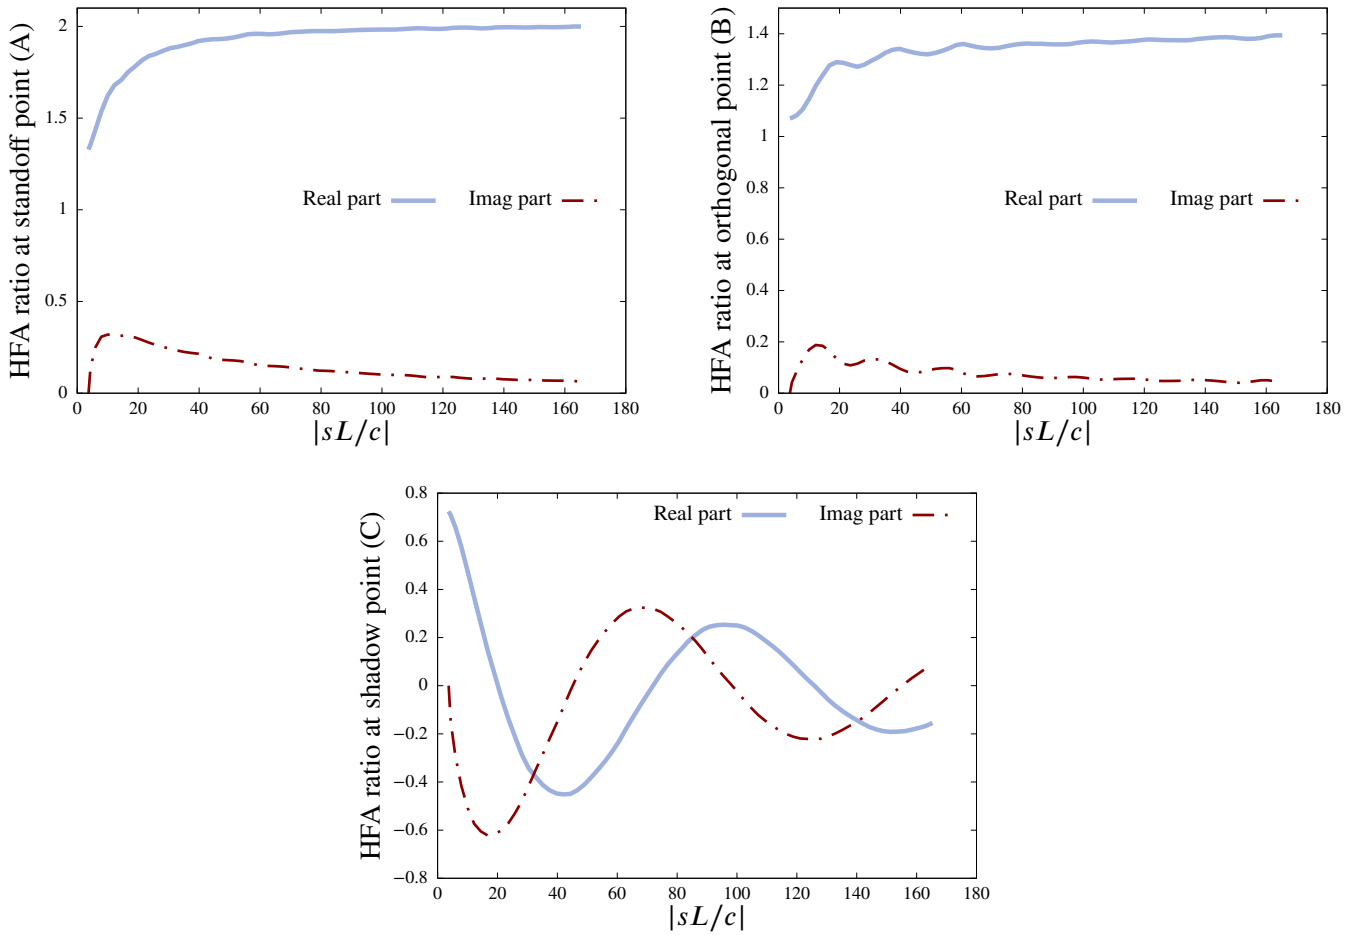 HFA ratio at standoff point (A)
2
1.5
1
0.5
0
Real part
Imag part
0 20 40 60 80 100 120 140 160 180
|sL/c|
HFA ratio at orthogonal point (B)
1.4
1.2
1
0.8
0.6
0.4
0.2
0
Real part
Imag part
0 20 40 60 80 100 120 140 160 180
|sL/c|
HFA ratio at shadow point (C)
0.8
0.6
0.4
0.2
0
−0.2
−0.4
−0.6
−0.8
Real part
Imag part
0 20 40 60 80 100 120 140 160 180
|sL/c|